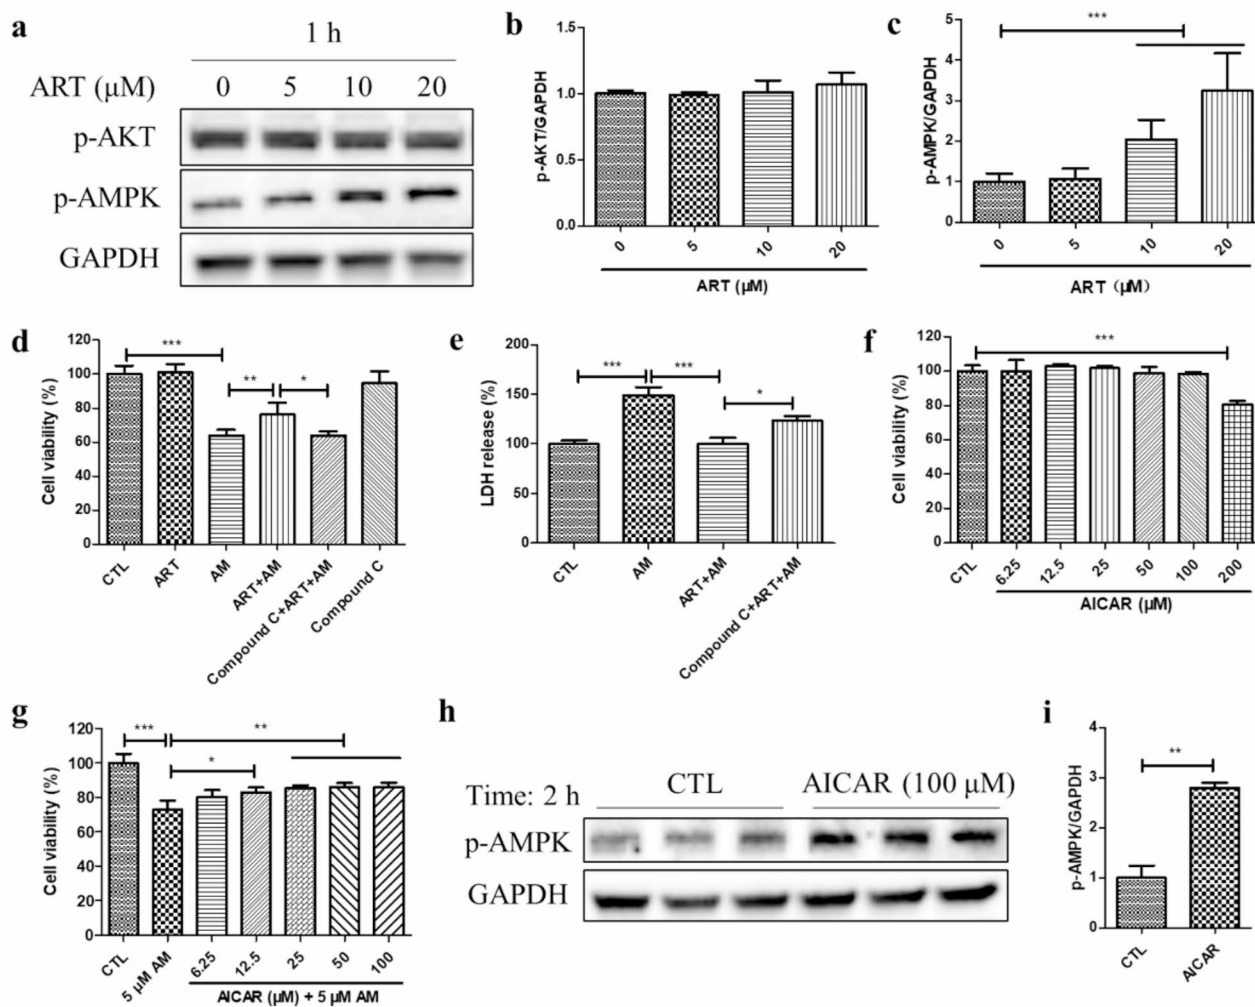 a
1 h
ART (μM) 0 5 10 20
p-AKT
p-AMPK
GAPDH
b
p-AKT/GAPDH
1.5
1.0
0.5
0.0
0 5 10 20
ART (μM)
c
p-AMPK/GAPDH
***
5
4
3
2
1
0
0 5 10 20
ART (μM)
d
Cell viability (%)
120
100
80
60
40
20
0
*** ** *
CTL ART AM ART+AM Compound C+ART+AM Compound C
e
LDH release (%)
200
150
100
50
0
*** *** *
CTL AM ART+AM Compound C+ART+AM
f
Cell viability (%)
120
100
80
60
40
20
0
***
CTL 6.25 12.5 25 50 100 200
AICAR (μM)
g
Cell viability (%)
120
100
80
60
40
20
0
*** * **
CTL 5 μM AM 6.25 12.5 25 50 100
AICAR (μM) + 5 μM AM
h
Time: 2 h CTL AICAR (100 μM)
p-AMPK
GAPDH
i
p-AMPK/GAPDH
4
3
2
1
0
**
CTL AICAR